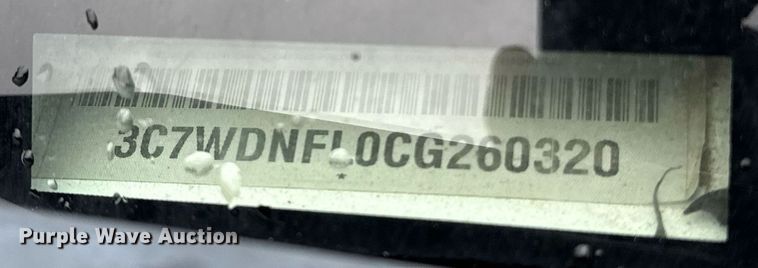 3C7WDNFL0CG260320
*
Purple Wave Auction